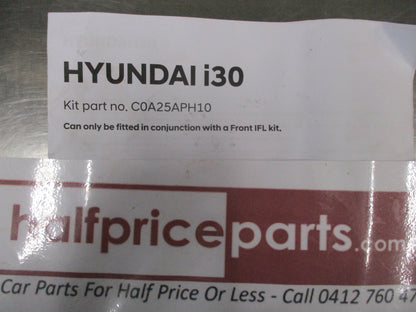 HYUNDAI i30
Kit part no. C0A25APH10
Can only be fitted in conjunction with a Front IFL kit.
halfpriceparts.com
Car Parts For Half Price Or Less - Call 0412 760 47